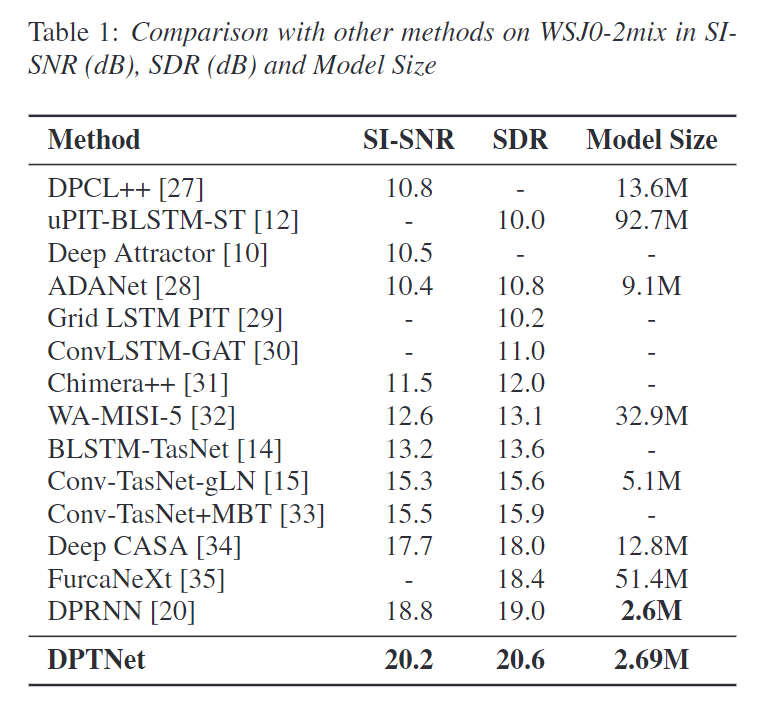 Table 1: Comparison with other methods on WSJ0-2mix in SI-
SNR (dB), SDR (dB) and Model Size
Method SI-SNR SDR Model Size
DPCL++ [27] 10.8 - 13.6M
uPIT-BLSTM-ST [12] - 10.0 92.7M
Deep Attractor [10] 10.5 - -
ADANet [28] 10.4 10.8 9.1M
Grid LSTM PIT [29] - 10.2 -
ConvLSTM-GAT [30] - 11.0 -
Chimera++ [31] 11.5 12.0 -
WA-MISI-5 [32] 12.6 13.1 32.9M
BLSTM-TasNet [14] 13.2 13.6 -
Conv-TasNet-gLN [15] 15.3 15.6 5.1M
Conv-TasNet+MBT [33] 15.5 15.9 -
Deep CASA [34] 17.7 18.0 12.8M
FurcaNeXt [35] - 18.4 51.4M
DPRNN [20] 18.8 19.0 2.6M
DPTNet 20.2 20.6 2.69M